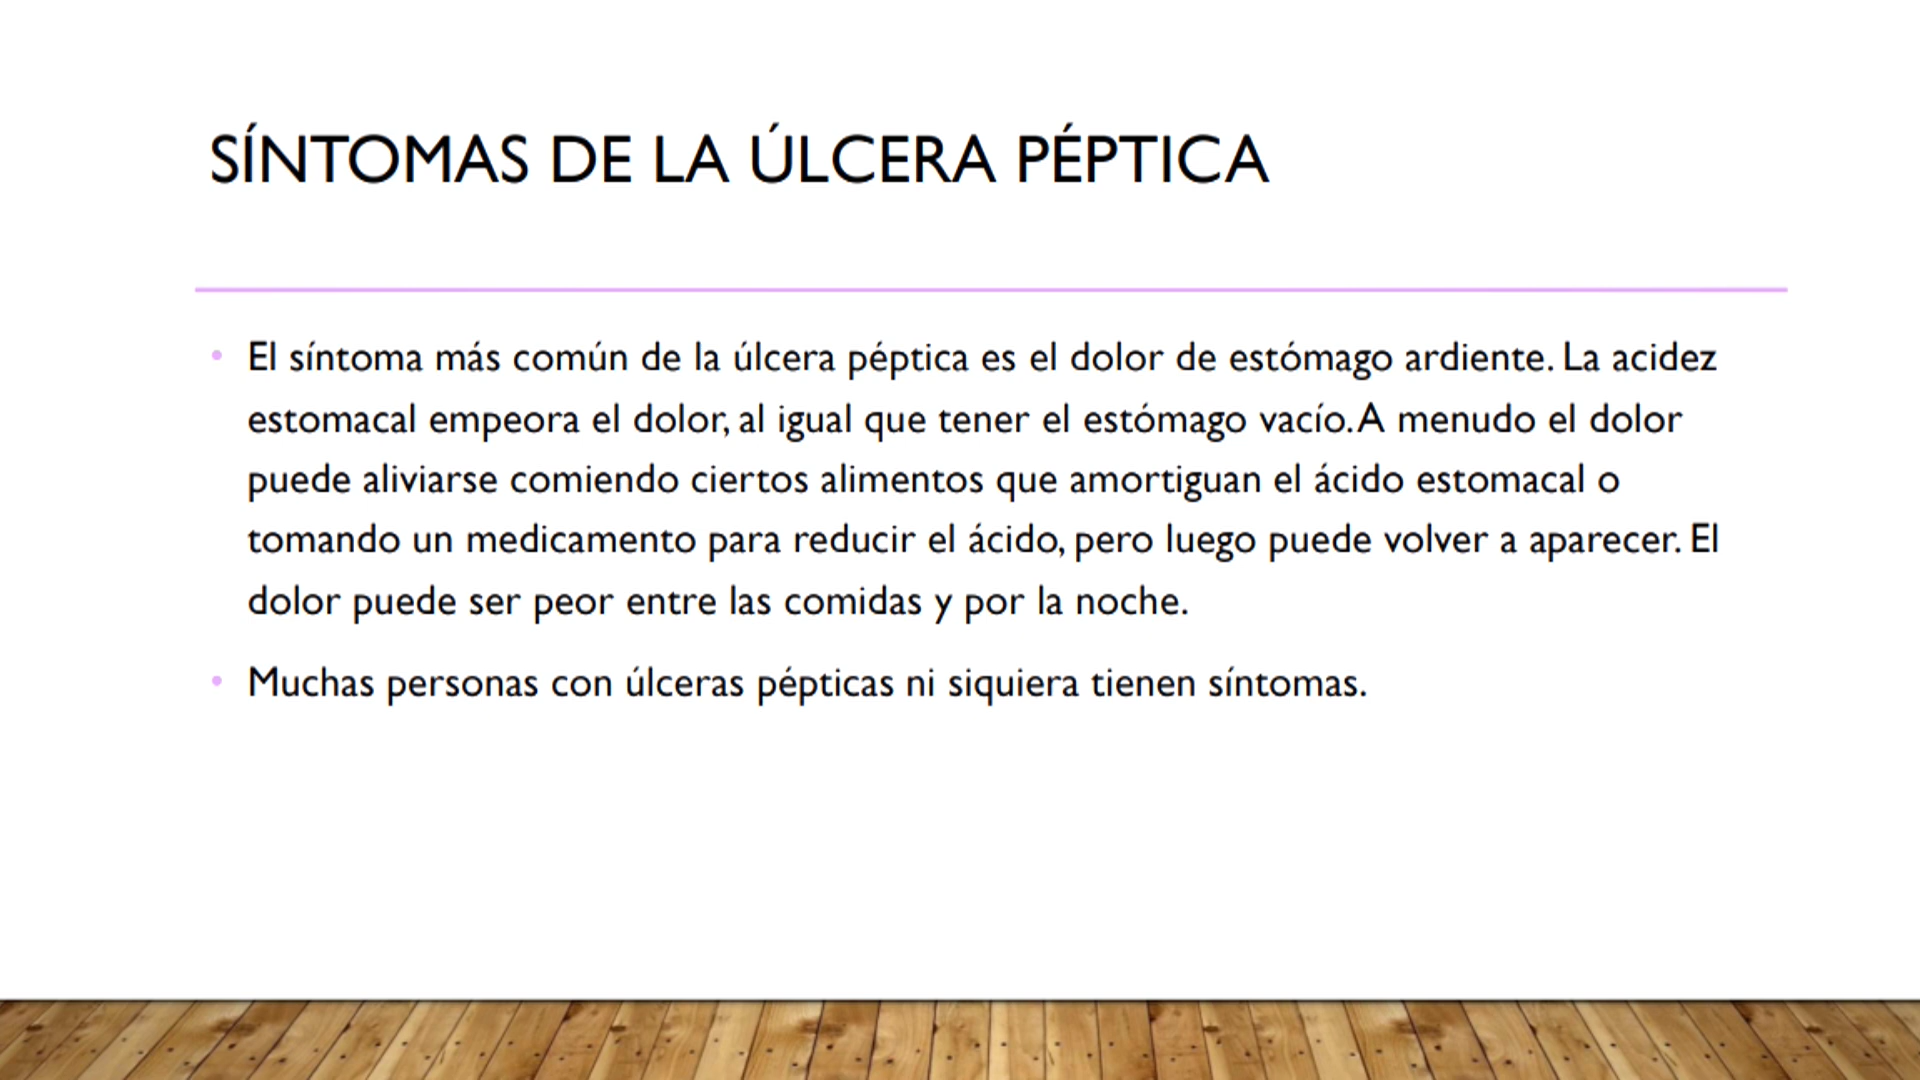 SÍNTOMAS DE LA ÚLCERA PÉPTICA
• El síntoma más común de la úlcera péptica es el dolor de estómago ardiente. La acidez
estomacal empeora el dolor, al igual que tener el estómago vacío. A menudo el dolor
puede aliviarse comiendo ciertos alimentos que amortiguan el ácido estomacal o
tomando un medicamento para reducir el ácido, pero luego puede volver a aparecer. El
dolor puede ser peor entre las comidas y por la noche.
• Muchas personas con úlceras pépticas ni siquiera tienen síntomas.